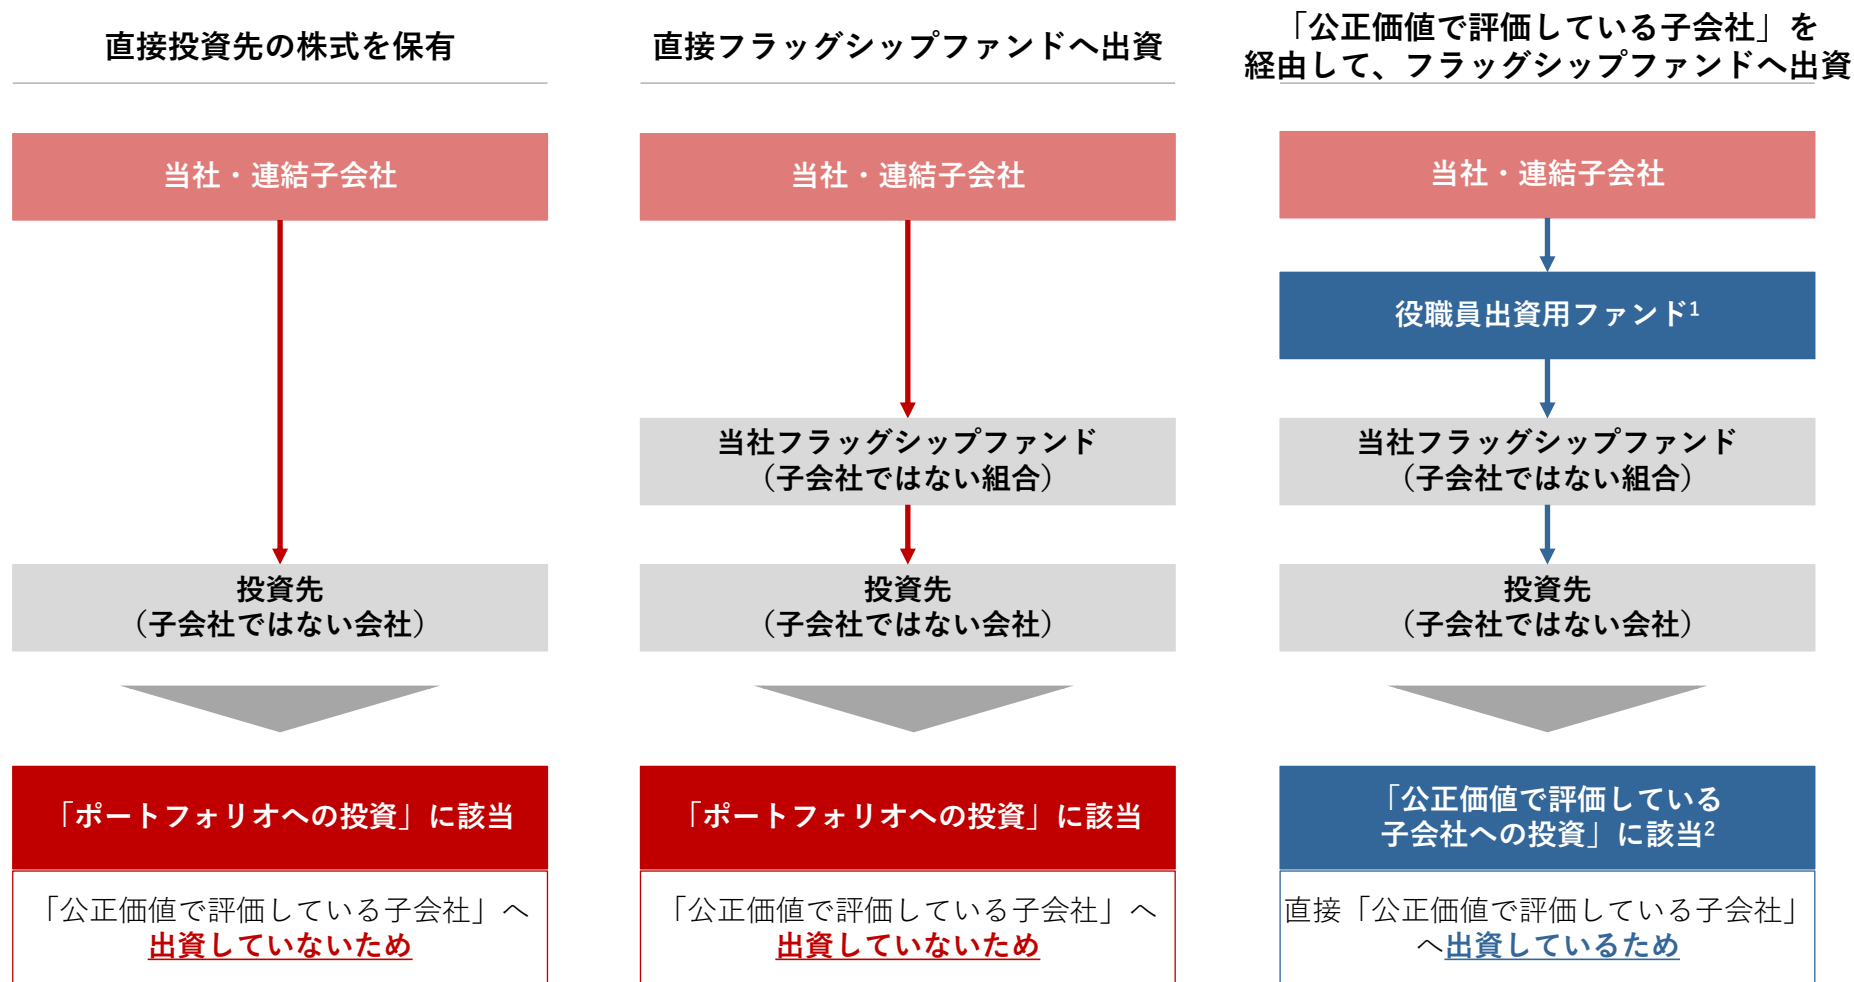 直接投資先の株式を保有
当社・連結子会社
投資先
（子会社ではない会社）
「ポートフォリオへの投資」に該当
「公正価値で評価している子会社」へ
出資していないため
直接フラッグシップファンドへ出資
当社・連結子会社
当社フラッグシップファンド
（子会社ではない組合）
投資先
（子会社ではない会社）
「ポートフォリオへの投資」に該当
「公正価値で評価している子会社」へ
出資していないため
「公正価値で評価している子会社」を
経由して、フラッグシップファンドへ出資
当社・連結子会社
役職員出資用ファンド¹
当社フラッグシップファンド
（子会社ではない組合）
投資先
（子会社ではない会社）
「公正価値で評価している
子会社への投資」に該当²
直接「公正価値で評価している子会社」
へ出資しているため